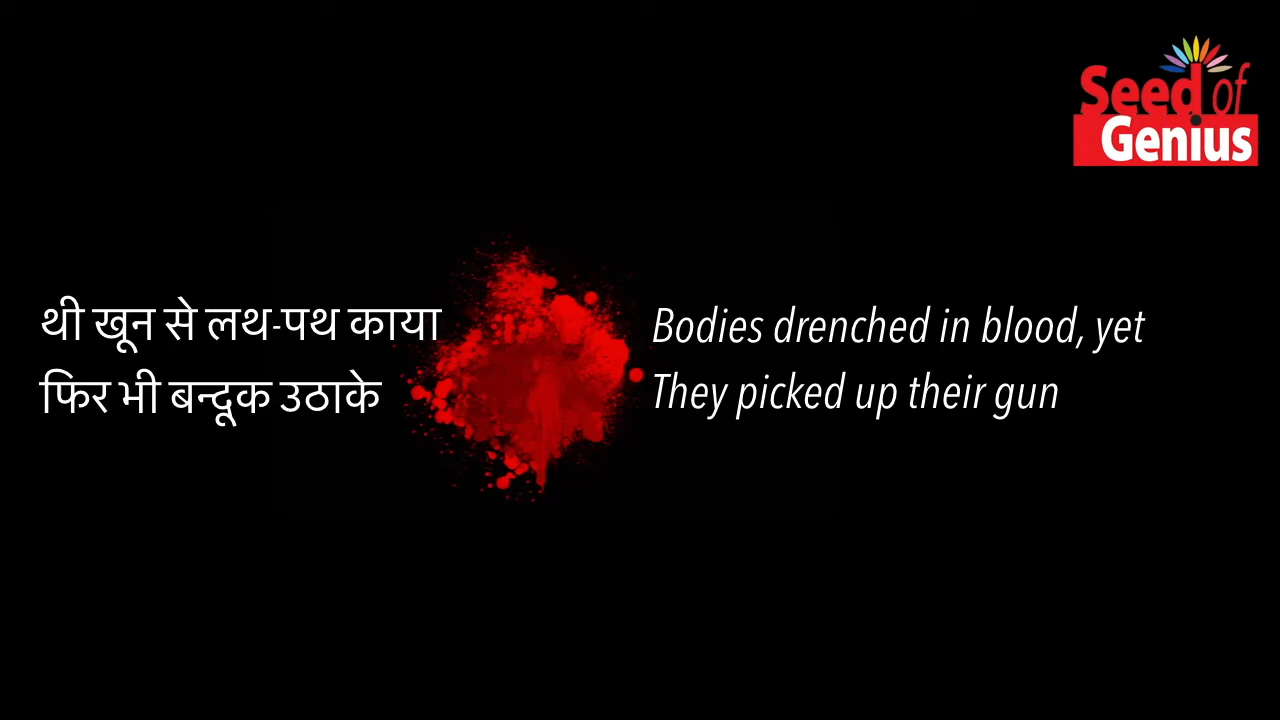 Seed of
Genius
थी खून से लथ-पथ काया
फिर भी बन्दूक उठाके
Bodies drenched in blood, yet
They picked up their gun